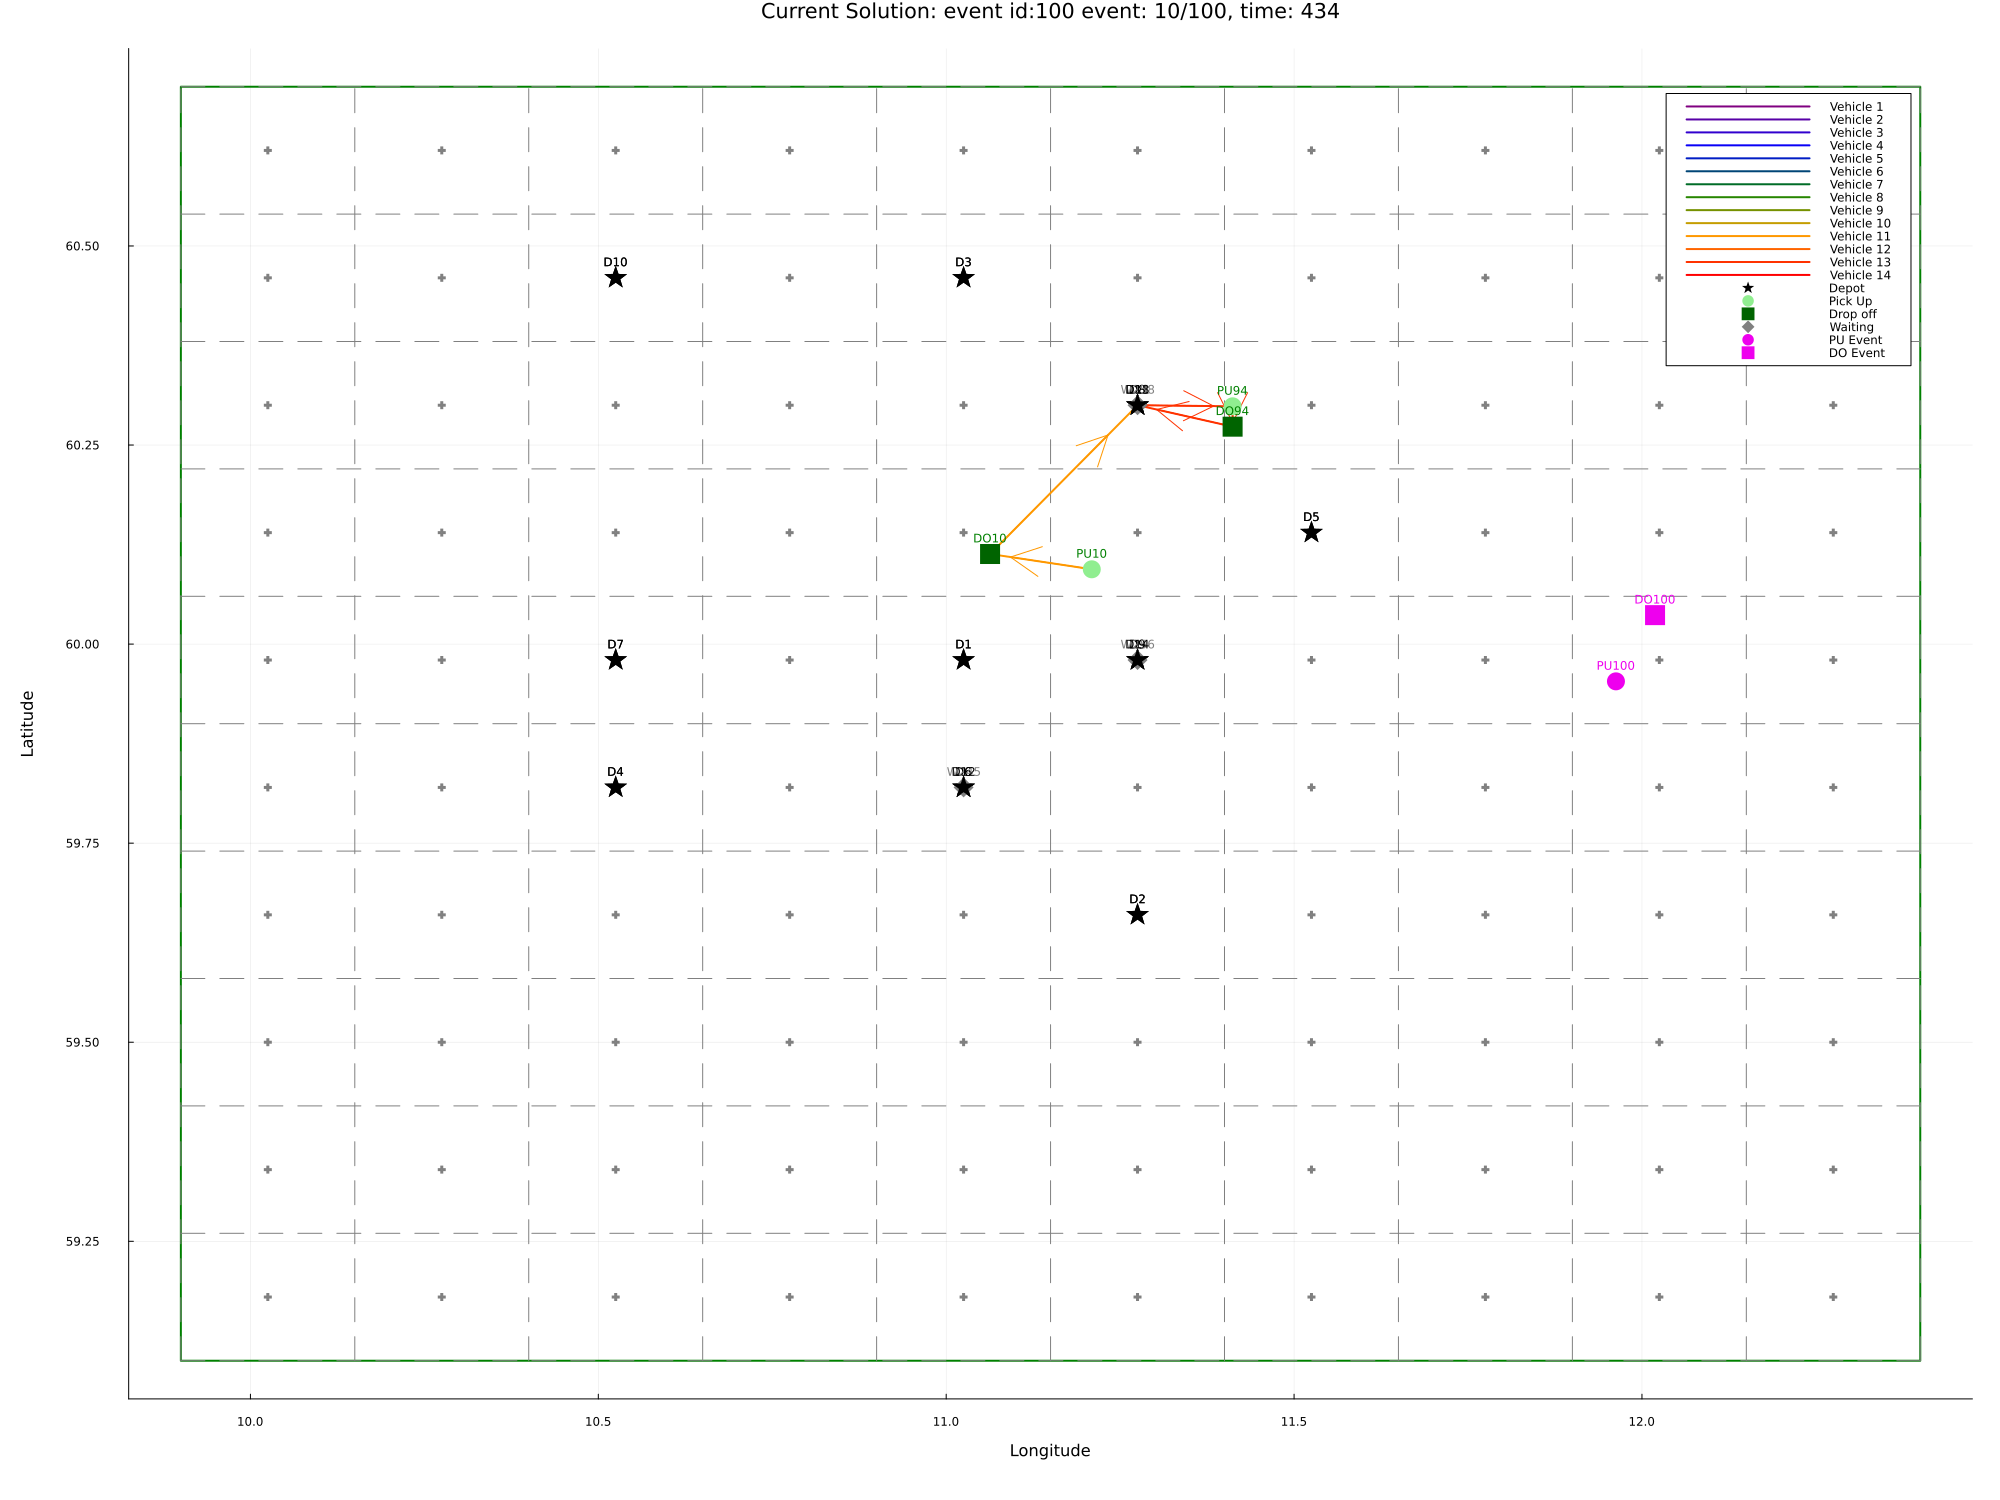 Current Solution: event id:100 event: 10/100, time: 434
Vehicle 1
Vehicle 2
Vehicle 3
Vehicle 4
Vehicle 5
Vehicle 6
Vehicle 7
Vehicle 8
Vehicle 9
Vehicle 10
Vehicle 11
Vehicle 12
Vehicle 13
Vehicle 14
Depot
Pick Up
Drop off
Waiting
PU Event
DO Event
60.50
D10
D3
PU94
DO94
60.25
D5
DO10
PU10
DO100
60.00
D7
D1
PU100
Latitude
D4
59.75
D2
59.50
59.25
10.0
10.5
11.0
11.5
12.0
Longitude